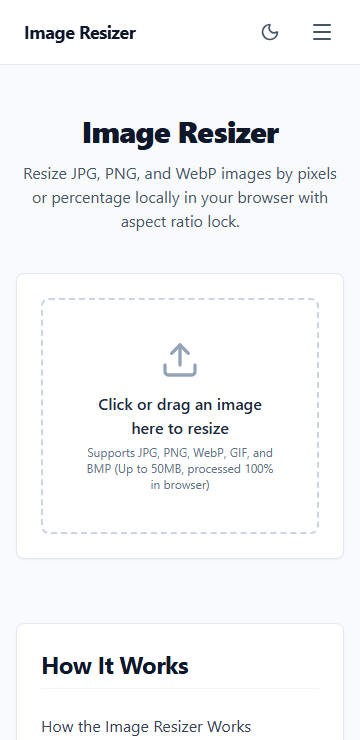 Image Resizer
Image Resizer
Resize JPG, PNG, and WebP images by pixels
or percentage locally in your browser with
aspect ratio lock.
Click or drag an image
here to resize
Supports JPG, PNG, WebP, GIF, and
BMP (Up to 50MB, processed 100%
in browser)
How It Works
How the Image Resizer Works